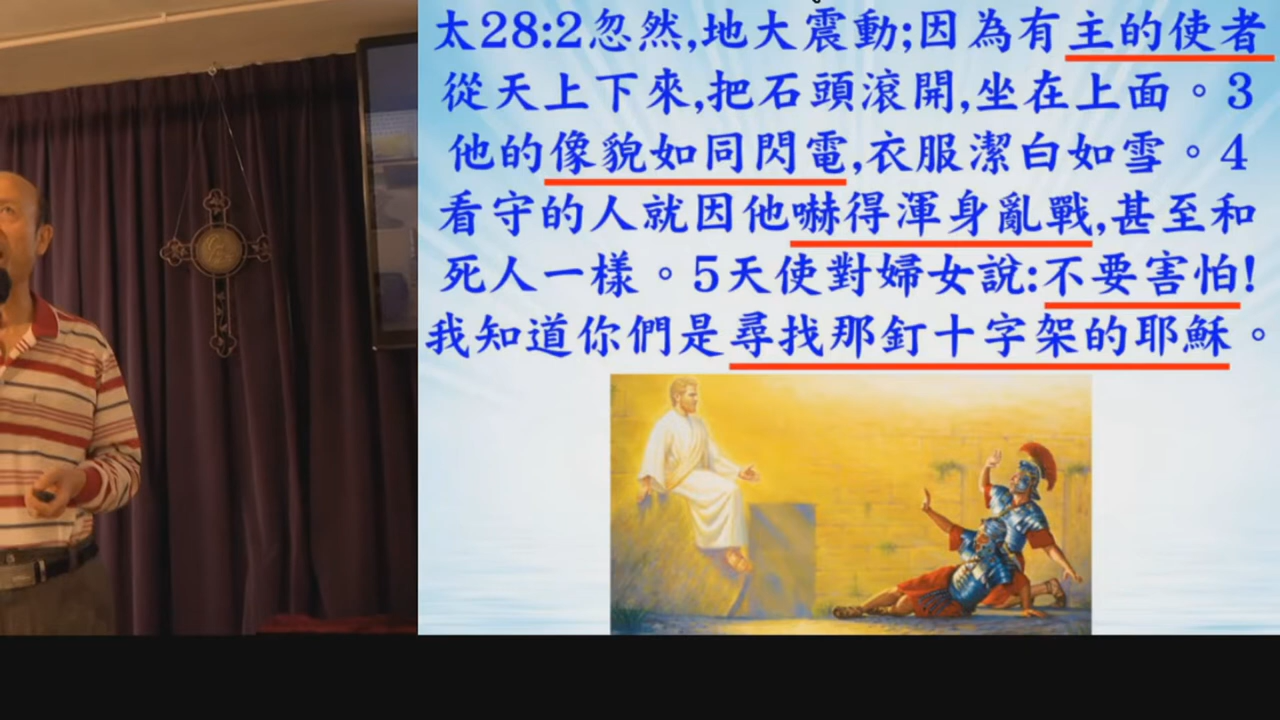 太28:2忽然,地大震動;因為有主的使者
從天上下來,把石頭滾開,坐在上面。3
他的像貌如同閃電,衣服潔白如雪。4
看守的人就因他嚇得渾身亂戰,甚至和
死人一樣。5天使對婦女說:不要害怕!
我知道你們是尋找那釘十字架的耶穌。